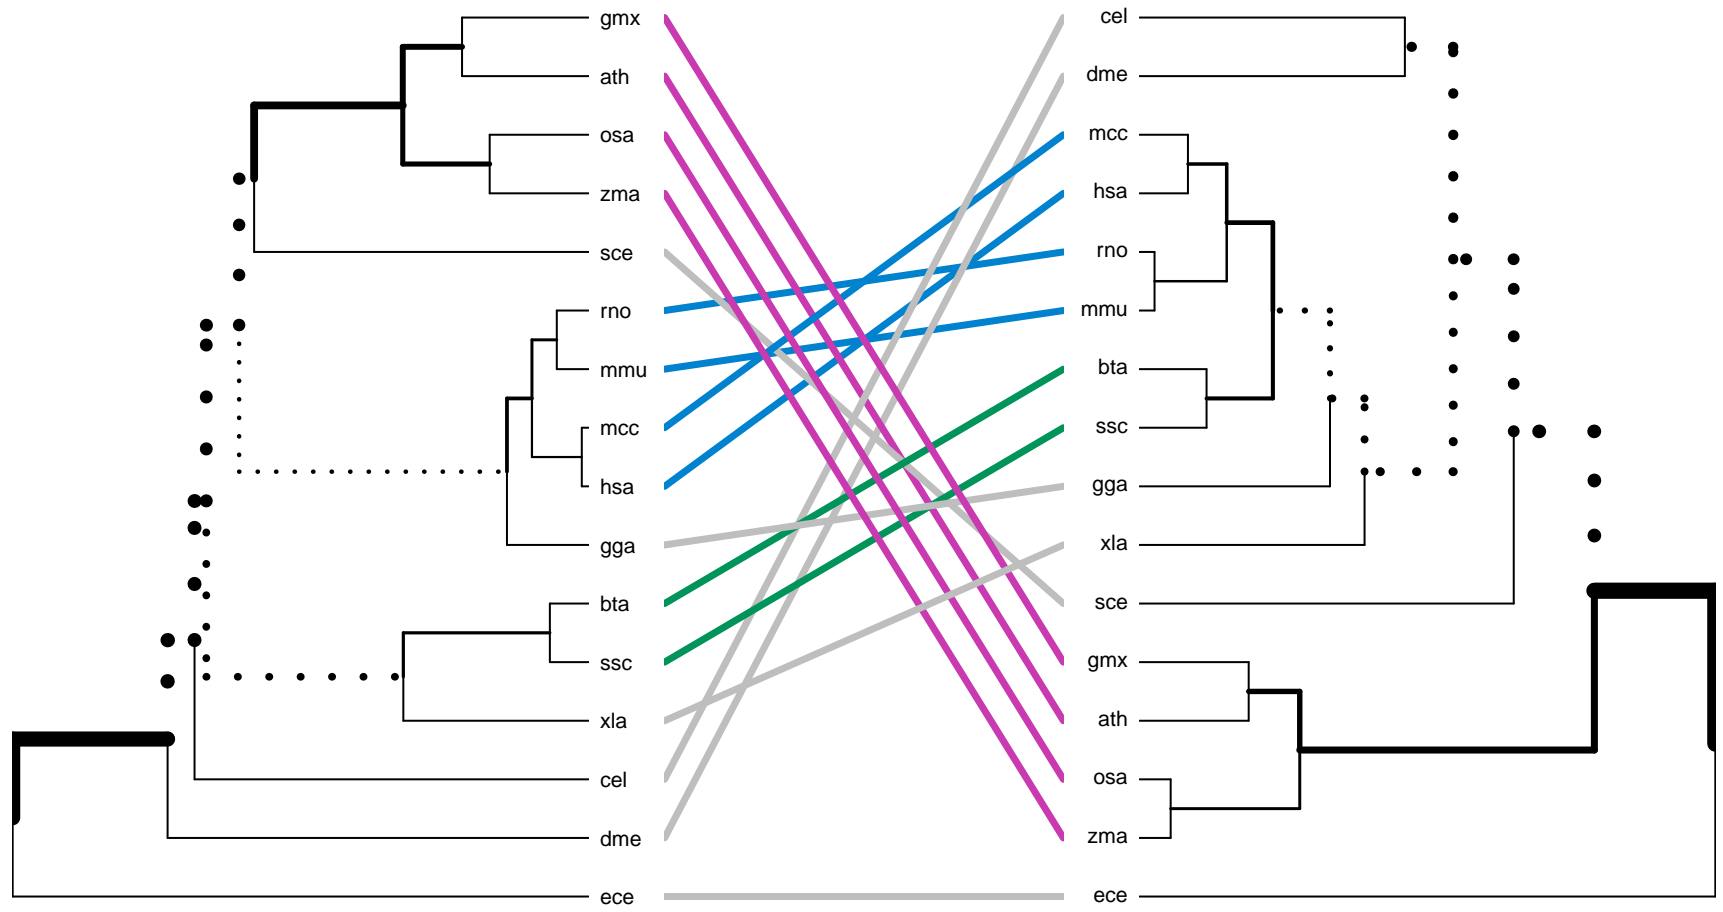 gmx cel
ath dme
osa mcc
zma hsa
sce rno
rno mmu
mmu bta
mcc ssc
hsa gga
gga xla
bta sce
ssc gmx
xla ath
cel osa
dme zma
ece ece